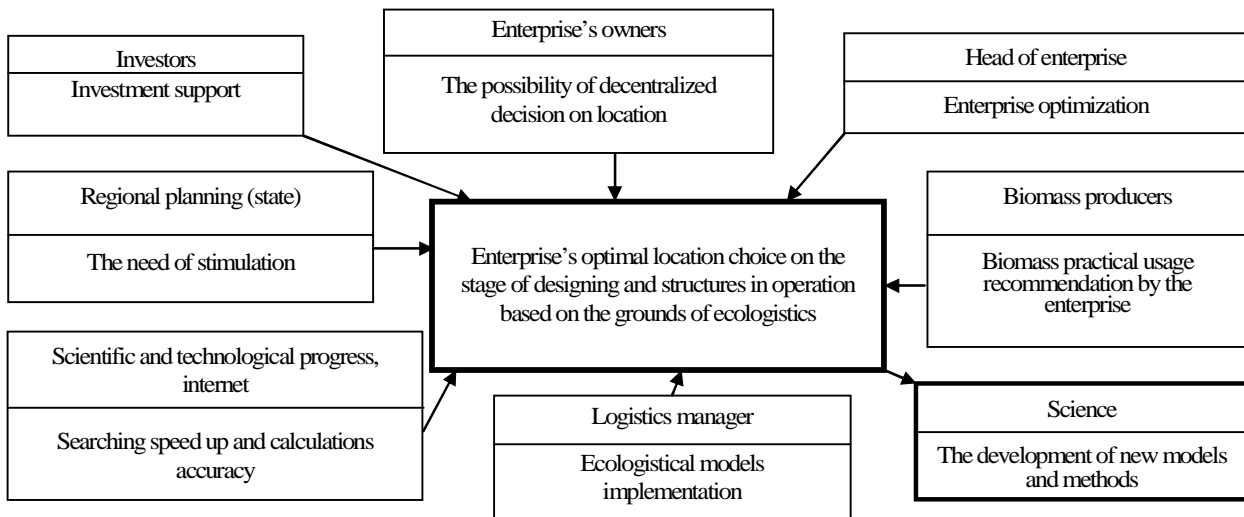 Investors
Investment support
Enterprise’s owners
The possibility of decentralized
decision on location
Head of enterprise
Enterprise optimization
Regional planning (state)
The need of stimulation
Enterprise’s optimal location choice on the
stage of designing and structures in operation
based on the grounds of ecologistics
Biomass producers
Biomass practical usage
recommendation by the
enterprise
Scientific and technological progress,
internet
Searching speed up and calculations
accuracy
Logistics manager
Ecologistical models
implementation
Science
The development of new models
and methods